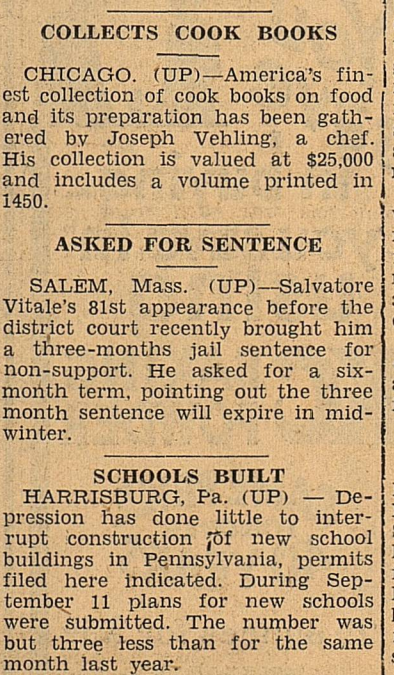 COLLECTS COOK BOOKS
CHICAGO. (UP)—America's fin-
est collection of cook books on food
and its preparation has been gath-
ered by Joseph Vehling, a chef.
His collection is valued at $25,000
and includes a volume printed in
1450.
ASKED FOR SENTENCE
SALEM, Mass. (UP)—Salvatore
Vitale's 81st appearance before the
district court recently brought him
a three-months jail sentence for
non-support. He asked for a six-
month term, pointing out the three
month sentence will expire in mid-
winter.
SCHOOLS BUILT
HARRISBURG, Pa. (UP) — De-
pression has done little to inter-
rupt construction of new school
buildings in Pennsylvania, permits
filed here indicated. During Sep-
tember 11 plans for new schools
were submitted. The number was
but three less than for the same
month last year.